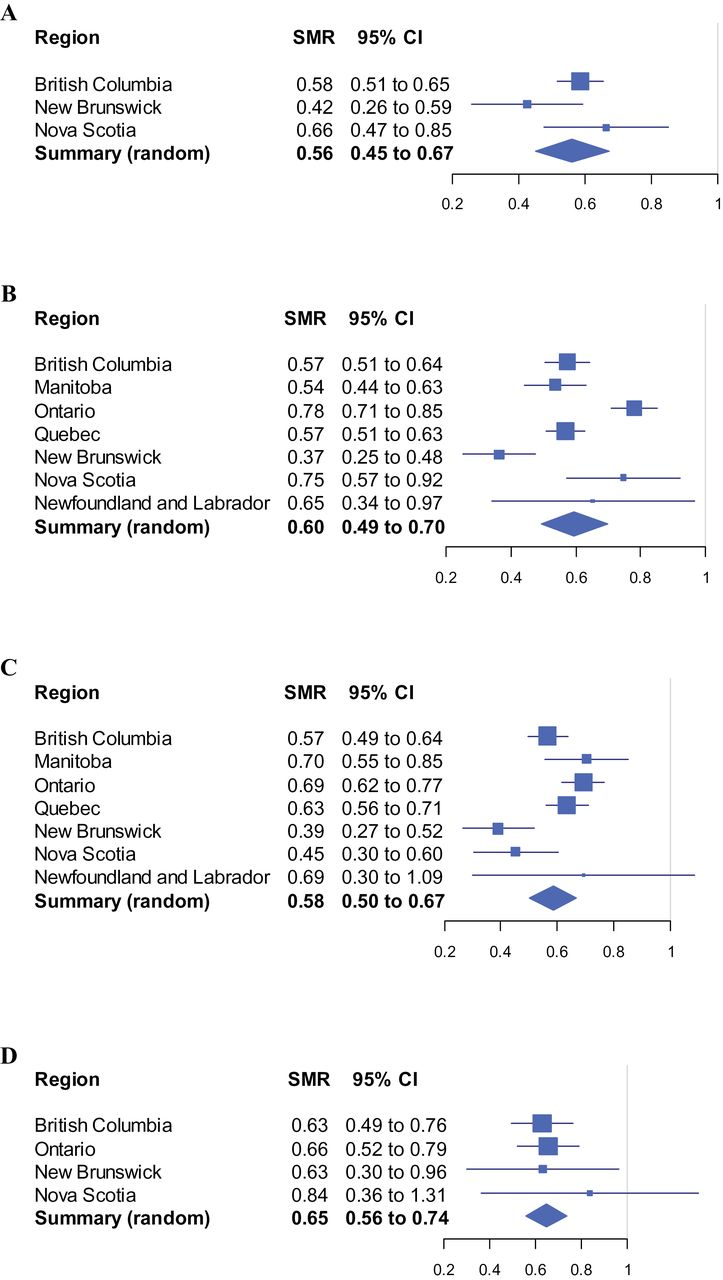 A
Region SMR 95% CI
British Columbia 0.58 0.51 to 0.65
New Brunswick 0.42 0.26 to 0.59
Nova Scotia 0.66 0.47 to 0.85
Summary (random) 0.56 0.45 to 0.67
0.2 0.4 0.6 0.8 1
B
Region SMR 95% CI
British Columbia 0.57 0.51 to 0.64
Manitoba 0.54 0.44 to 0.63
Ontario 0.78 0.71 to 0.85
Quebec 0.57 0.51 to 0.63
New Brunswick 0.37 0.25 to 0.48
Nova Scotia 0.75 0.57 to 0.92
Newfoundland and Labrador 0.65 0.34 to 0.97
Summary (random) 0.60 0.49 to 0.70
0.2 0.4 0.6 0.8 1
C
Region SMR 95% CI
British Columbia 0.57 0.49 to 0.64
Manitoba 0.70 0.55 to 0.85
Ontario 0.69 0.62 to 0.77
Quebec 0.63 0.56 to 0.71
New Brunswick 0.39 0.27 to 0.52
Nova Scotia 0.45 0.30 to 0.60
Newfoundland and Labrador 0.69 0.30 to 1.09
Summary (random) 0.58 0.50 to 0.67
0.2 0.4 0.6 0.8 1
D
Region SMR 95% CI
British Columbia 0.63 0.49 to 0.76
Ontario 0.66 0.52 to 0.79
New Brunswick 0.63 0.30 to 0.96
Nova Scotia 0.84 0.36 to 1.31
Summary (random) 0.65 0.56 to 0.74
0.2 0.4 0.6 0.8 1